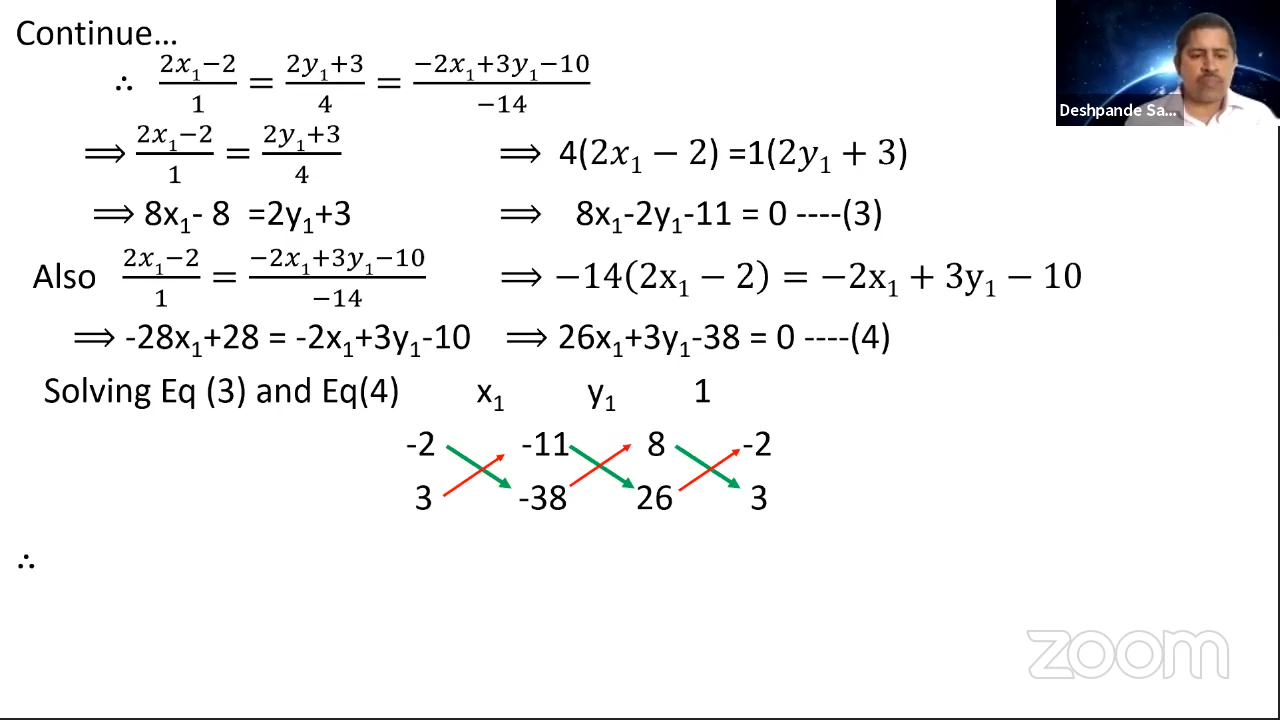 Continue…
∴ (2x₁−2)/1 = (2y₁+3)/4 = (−2x₁+3y₁−10)/−14
⟹ (2x₁−2)/1 = (2y₁+3)/4 ⟹ 4(2x₁ − 2) =1(2y₁ + 3)
⟹ 8x₁- 8 =2y₁+3 ⟹ 8x₁-2y₁-11 = 0 ----(3)
Also (2x₁−2)/1 = (−2x₁+3y₁−10)/−14 ⟹ −14(2x₁ − 2) = −2x₁ + 3y₁ − 10
⟹ -28x₁+28 = -2x₁+3y₁-10 ⟹ 26x₁+3y₁-38 = 0 ----(4)
Solving Eq (3) and Eq(4) x₁ y₁ 1
-2 -11 8 -2
3 -38 26 3
∴
Deshpande Sa...
zoom